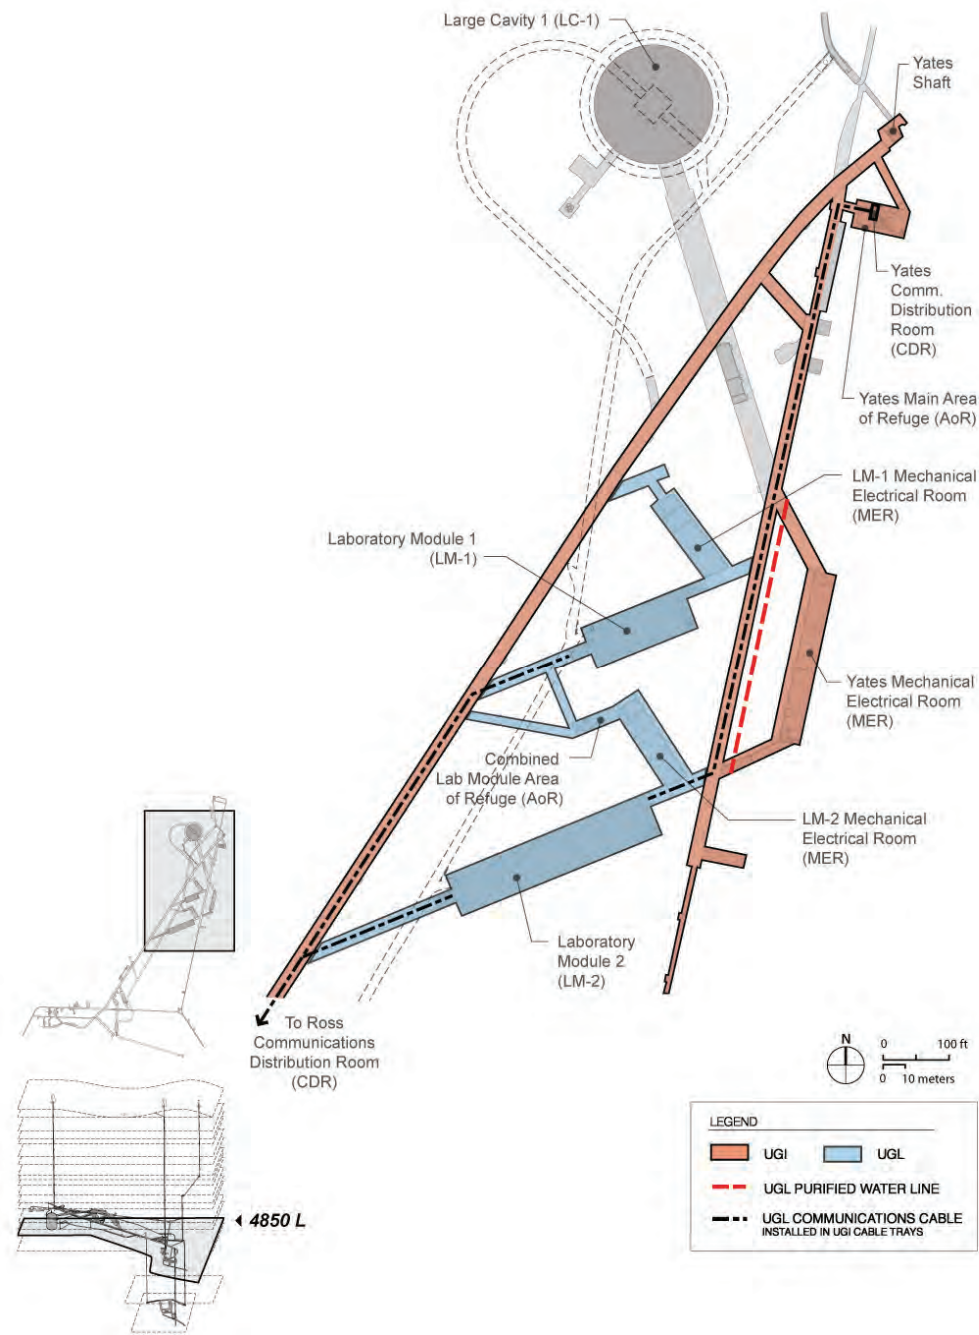 Large Cavity 1 (LC-1)
Yates
Shaft
Yates
Comm.
Distribution
Room
(CDR)
Yates Main Area
of Refuge (AoR)
LM-1 Mechanical
Electrical Room
(MER)
Laboratory Module 1
(LM-1)
Yates Mechanical
Electrical Room
(MER)
Combined
Lab Module Area
of Refuge (AoR)
LM-2 Mechanical
Electrical Room
(MER)
Laboratory
Module 2
(LM-2)
To Ross
Communications
Distribution Room
(CDR)
N
0 100 ft
0 10 meters
4850 L
LEGEND
UGI UGL
UGL PURIFIED WATER LINE
UGL COMMUNICATIONS CABLE
INSTALLED IN UGI CABLE TRAYS